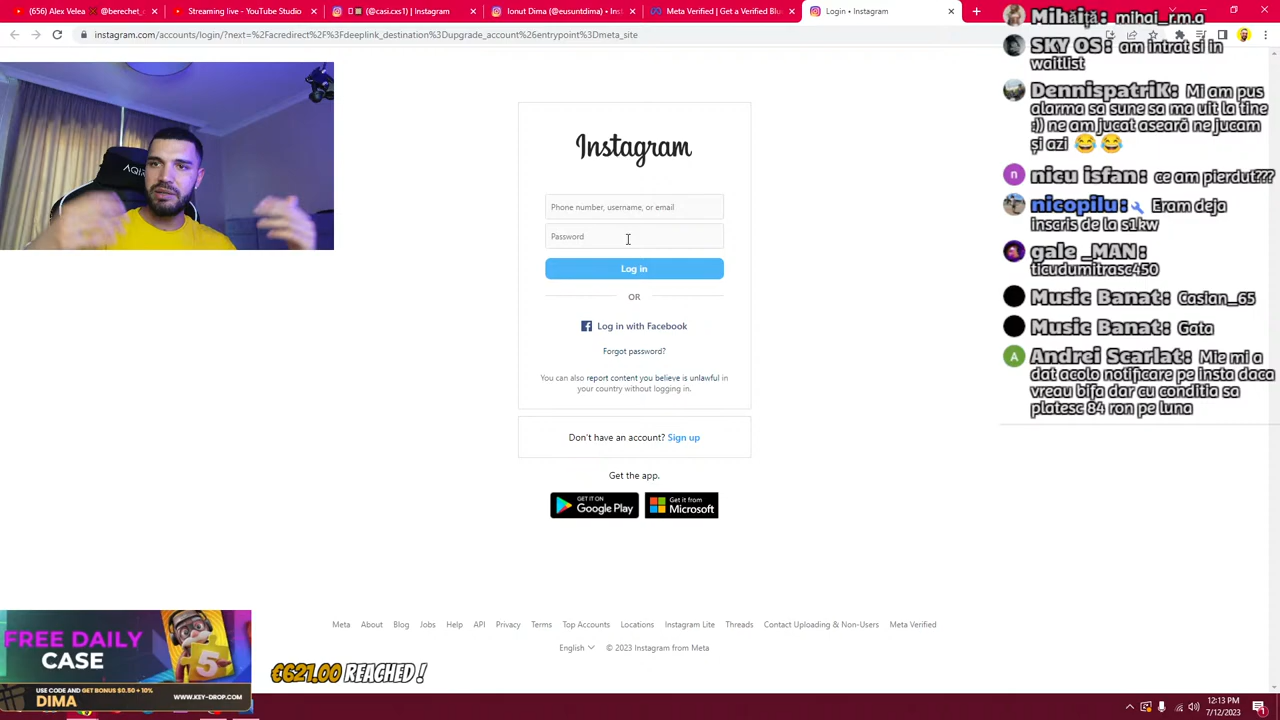 (656) Alex Velea
@berechet_c
Streaming live - YouTube Studio
(@casi.cxs1) | Instagram
Ionut Dima (@eusuntdima) • Ins
Meta Verified | Get a Verified Blu
Login • Instagram
instagram.com/accounts/login/?next=%2Facredirect%2F%3Fdeeplink_destination%3Dupgrade_account%26entrypoint%3Dmeta_site
Mihăiță: mihai_r.m.a
SKY OS: am intrat si in
waitlist
DennispatriK: Mi am pus
alarma sa sune sa ma uit la tine
:)) ne am jucat aseară ne jucam
și azi 😂 😂
nicu isfan: ce am pierdut???
nicopilu: Eram deja
inscris de la s1kw
gale _MAN:
ticudumitrasc450
Music Banat: Casian_65
Music Banat: Gata
Andrei Scarlat: Mie mi a
dat acolo notificare pe insta daca
vreau bifa dar cu conditia sa
platesc 84 ron pe luna
Instagram
Phone number, username, or email
Password
Log in
OR
Log in with Facebook
Forgot password?
You can also report content you believe is unlawful in
your country without logging in.
Don't have an account? Sign up
Get the app.
GET IT ON
Google Play
Get it from
Microsoft
Meta About Blog Jobs Help API Privacy Terms Top Accounts Locations Instagram Lite Threads Contact Uploading & Non-Users Meta Verified
English © 2023 Instagram from Meta
FREE DAILY
CASE
5
USE CODE AND GET BONUS $0.50 + 10%
DIMA
WWW.KEY-DROP.COM
€621.00 REACHED !
12:13 PM
7/12/2023
1